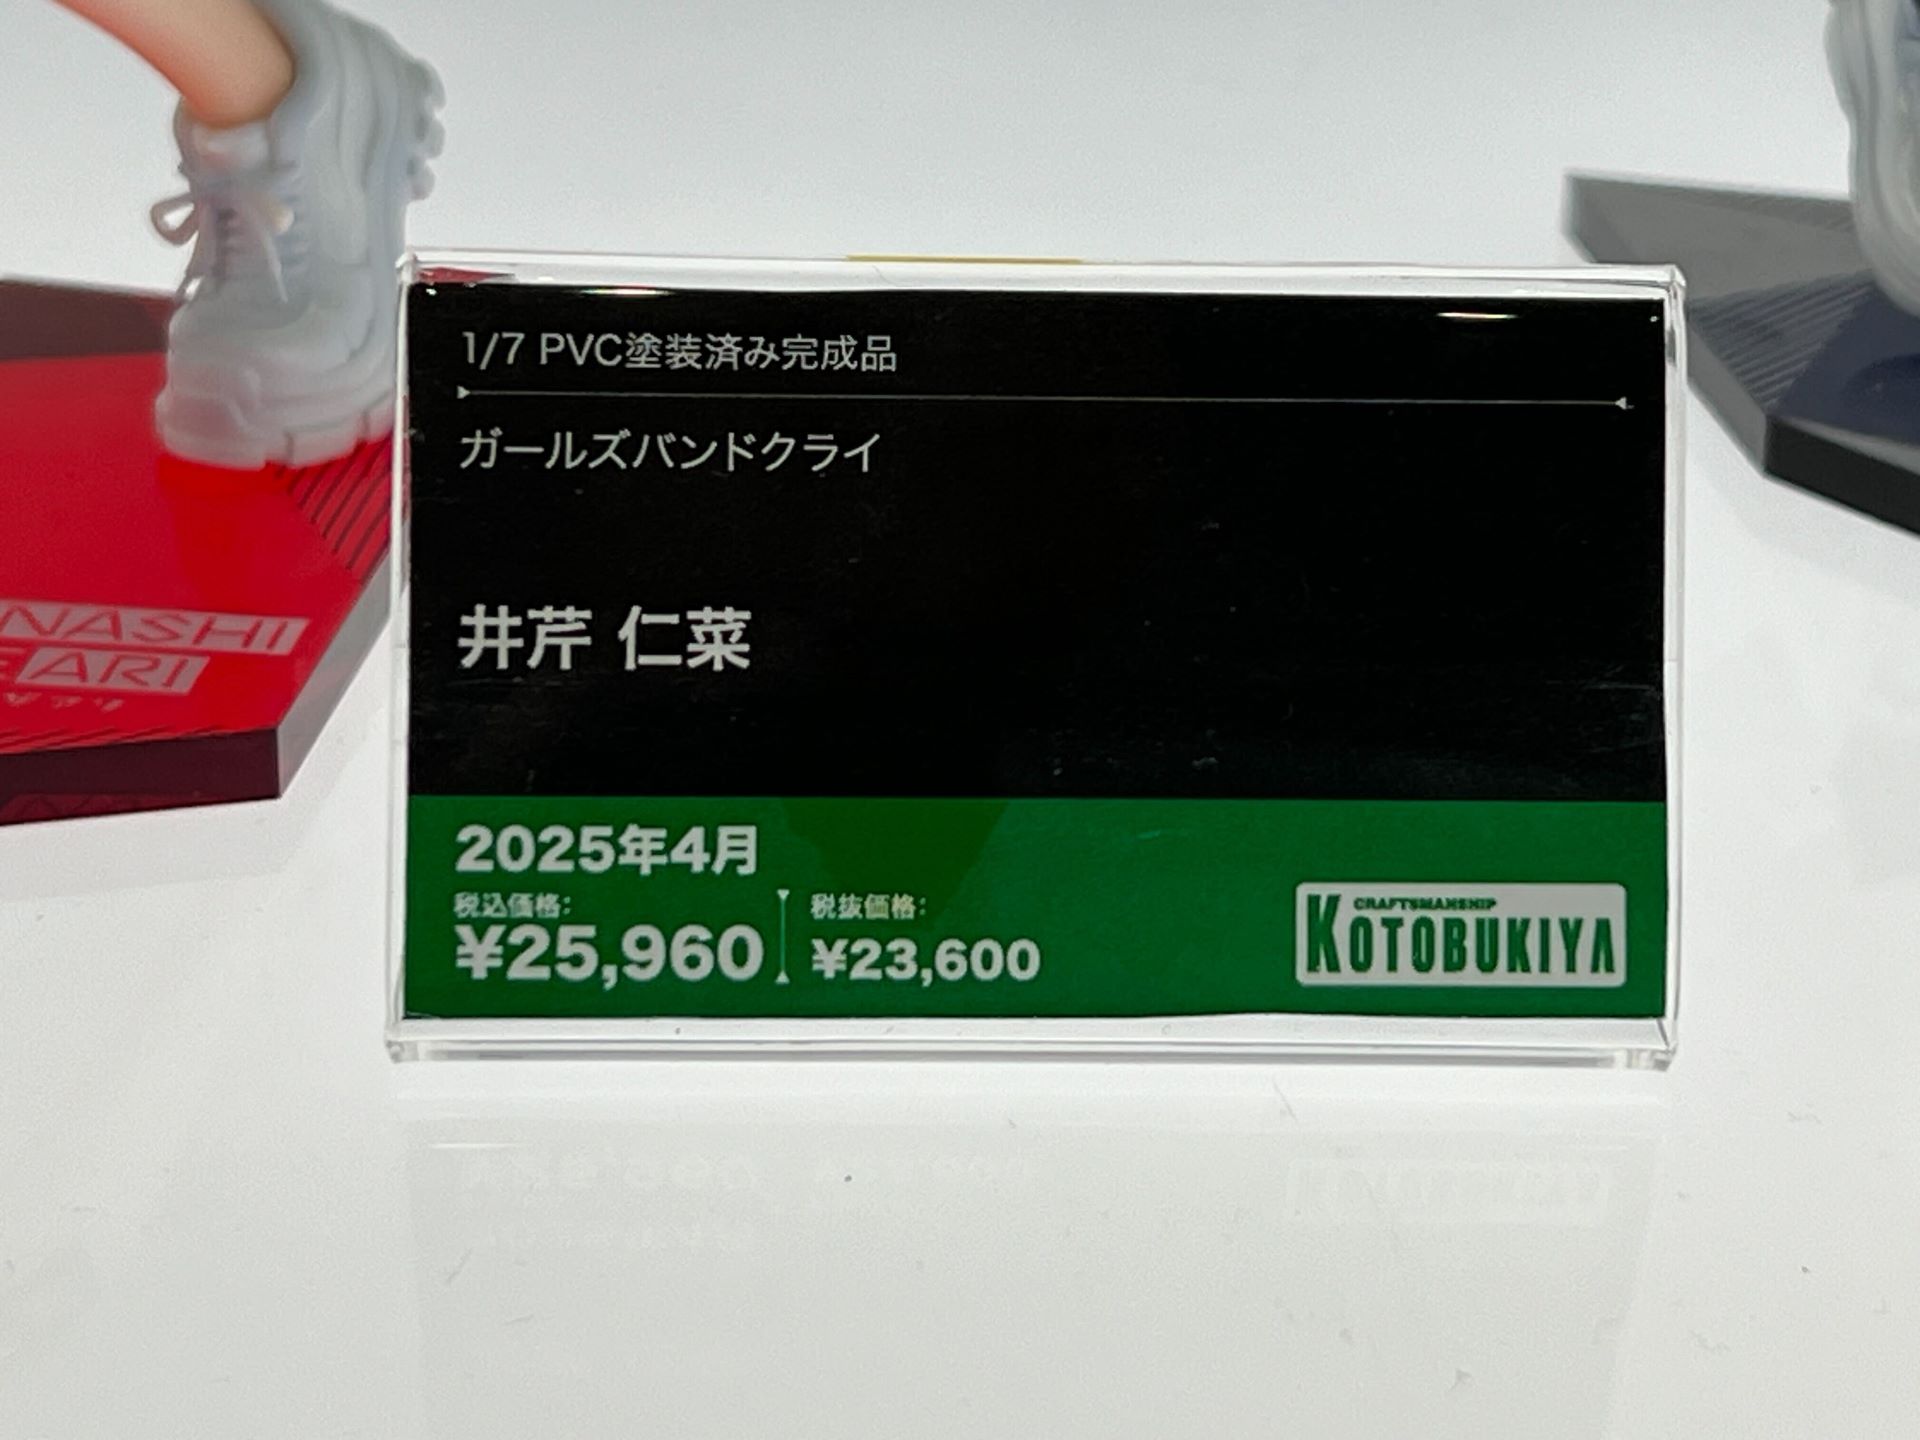 1/7 PVC塗装済み完成品
ガールズバンドクライ
井芹 仁菜
2025年4月
税込価格:
¥25,960
税抜価格:
¥23,600
CRAFTSMANSHIP
KOTOBUKIYA
NASHI
ARI